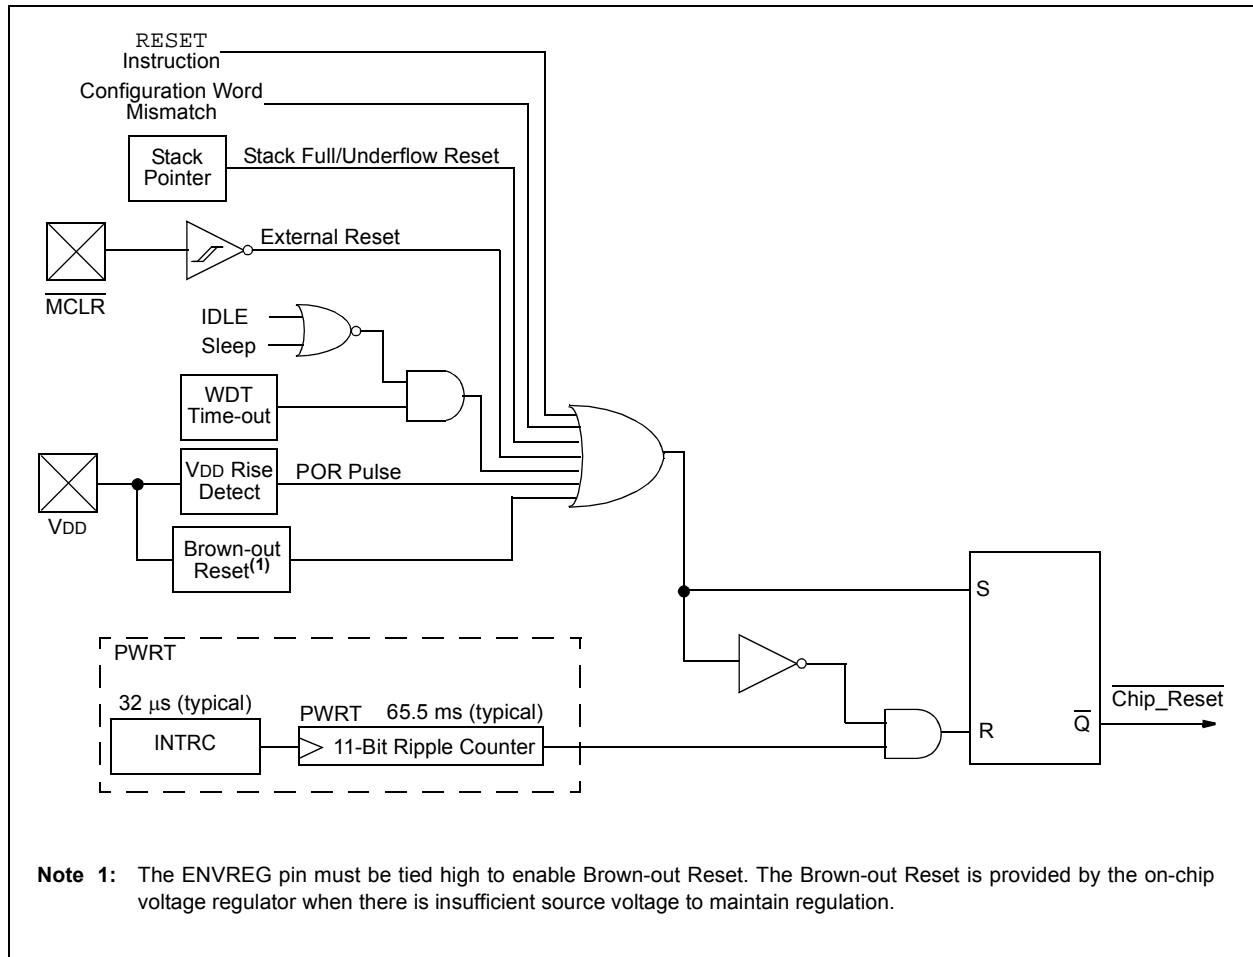 RESET
Instruction
Configuration Word
Mismatch
Stack
Pointer
Stack Full/Underflow Reset
External Reset
MCLR
IDLE
Sleep
WDT
Time-out
VDD Rise
Detect
POR Pulse
VDD
Brown-out
Reset(1)
S
PWRT
32 μs (typical)
PWRT
65.5 ms (typical)
INTRC
11-Bit Ripple Counter
R
Q
Chip_Reset
Note 1: The ENVREG pin must be tied high to enable Brown-out Reset. The Brown-out Reset is provided by the on-chip
voltage regulator when there is insufficient source voltage to maintain regulation.